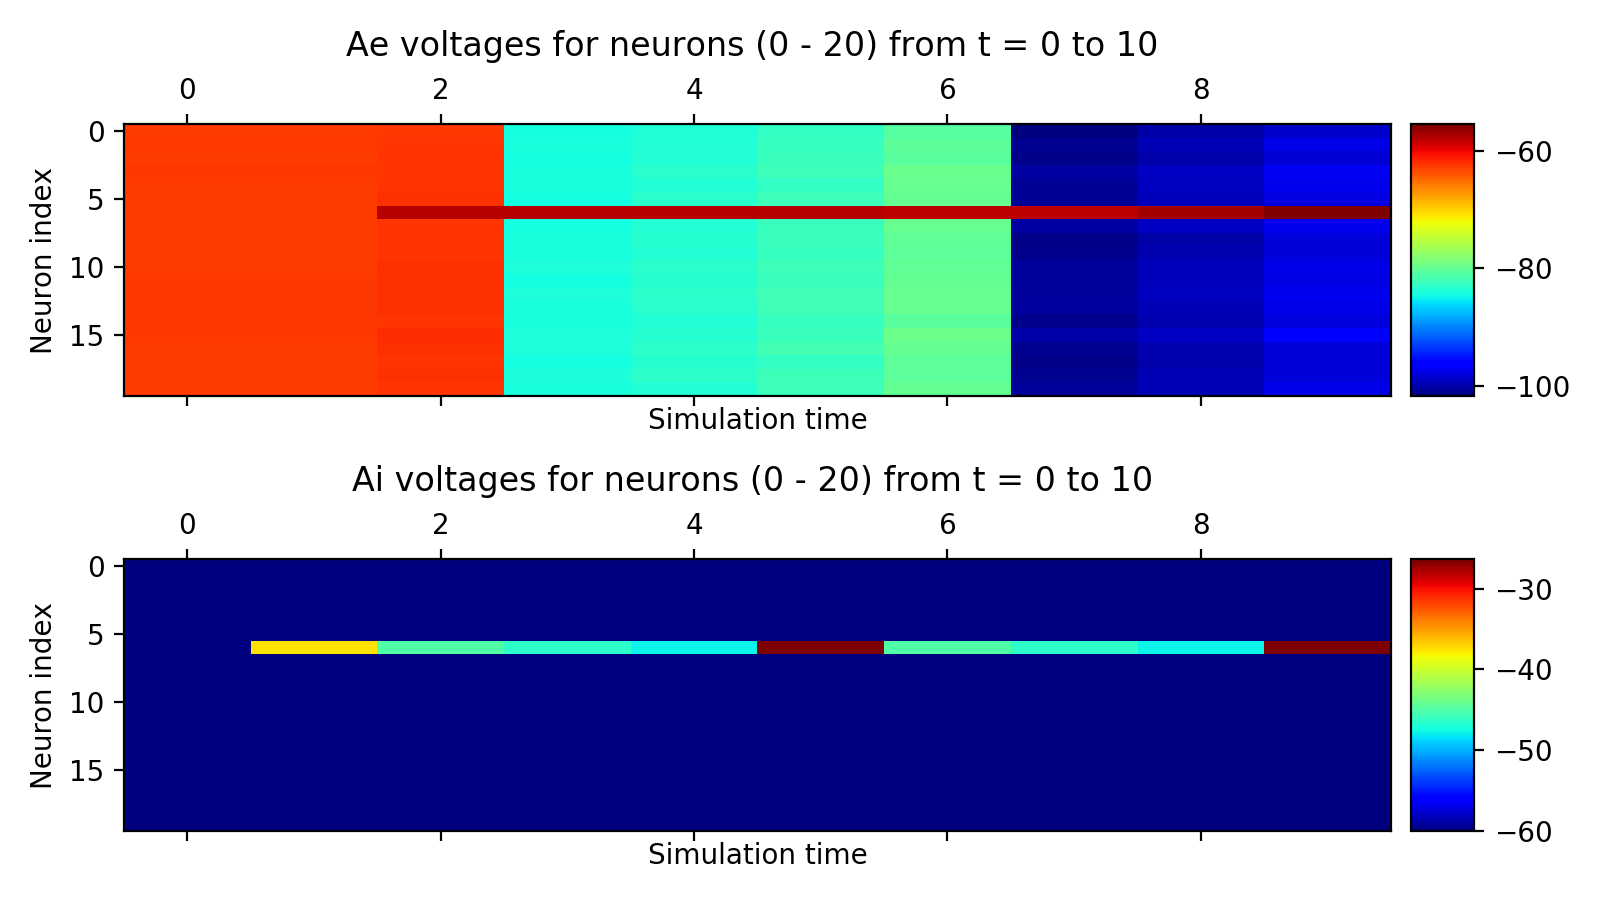 Ae voltages for neurons (0 - 20) from t = 0 to 10
0 2 4 6 8
Neuron index
0
5
10
15
−60
−80
−100
Simulation time
Ai voltages for neurons (0 - 20) from t = 0 to 10
0 2 4 6 8
Neuron index
0
5
10
15
−30
−40
−50
−60
Simulation time